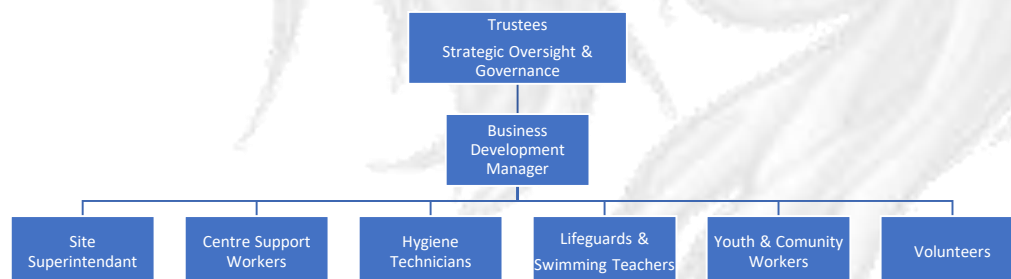 Trustees
Strategic Oversight &
Governance
Business
Development
Manager
Site
Superintendant
Centre Support
Workers
Hygiene
Technicians
Lifeguards &
Swimming Teachers
Youth & Comunity
Workers
Volunteers